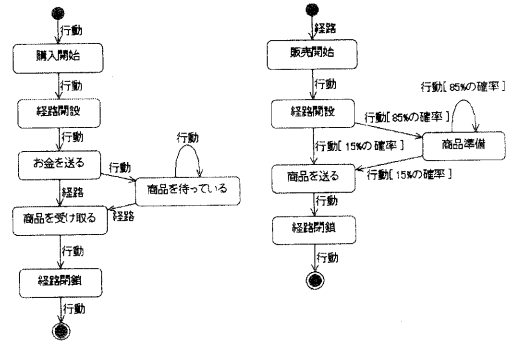 行動
購入開始
行動
経路開設
行動
お金を送る
行動
行動
経路
商品を待っている
経路
商品を受け取る
行動
経路閉鎖
行動
経路
販売開始
行動
経路開設
行動[ 85%の確率 ]
行動[ 85%の確率 ]
行動[ 15%の確率 ]
商品準備
行動[ 15%の確率 ]
商品を送る
行動
経路閉鎖
行動